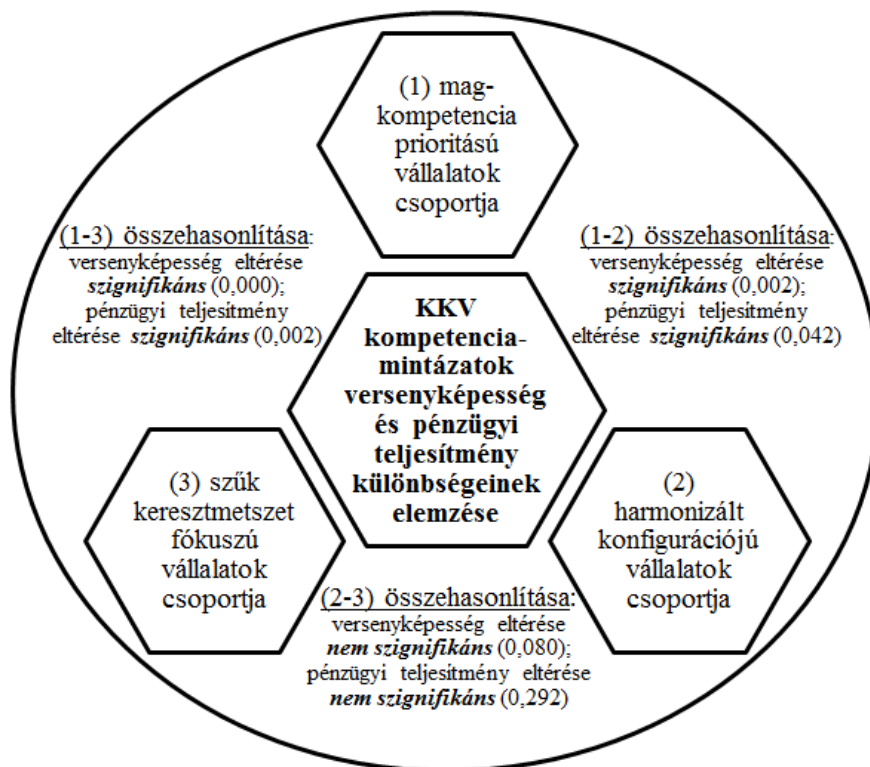 (1) mag-
kompetencia
prioritású
vállalatok
csoportja
(1-3) összehasonlítása:
versenyképesség eltérése
szignifikáns (0,000);
pénzügyi teljesítmény
eltérése szignifikáns (0,002)
(1-2) összehasonlítása:
versenyképesség eltérése
szignifikáns (0,002);
pénzügyi teljesítmény
eltérése szignifikáns (0,042)
KKV
kompetencia-
mintázatok
versenyképesség
és pénzügyi
teljesítmény
különbségeinek
elemzése
(3) szűk
keresztmetszet
fókuszú
vállalatok
csoportja
(2)
harmonizált
konfigurációjú
vállalatok
csoportja
(2-3) összehasonlítása:
versenyképesség eltérése
nem szignifikáns (0,080);
pénzügyi teljesítmény eltérése
nem szignifikáns (0,292)